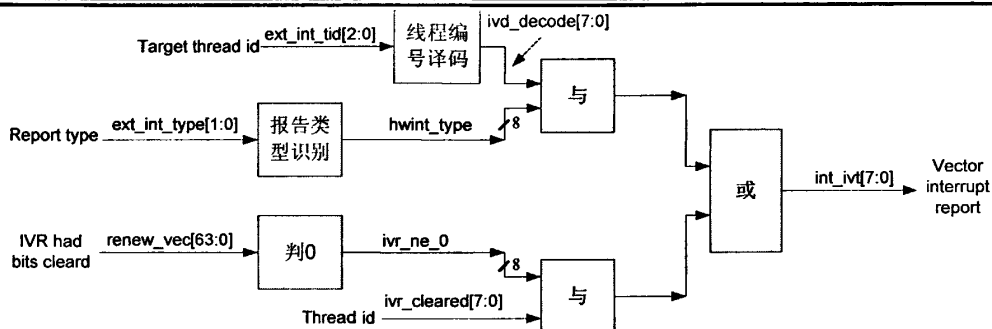 Target thread id
ext_int_tid[2:0]
线程编
号译码
ivd_decode[7:0]
与
Report type
ext_int_type[1:0]
报告类
型识别
hwint_type
8
或
int_ivt[7:0]
Vector
interrupt
report
IVR had
bits cleard
renew_vec[63:0]
判0
ivr_ne_0
8
与
Thread id
ivr_cleared[7:0]